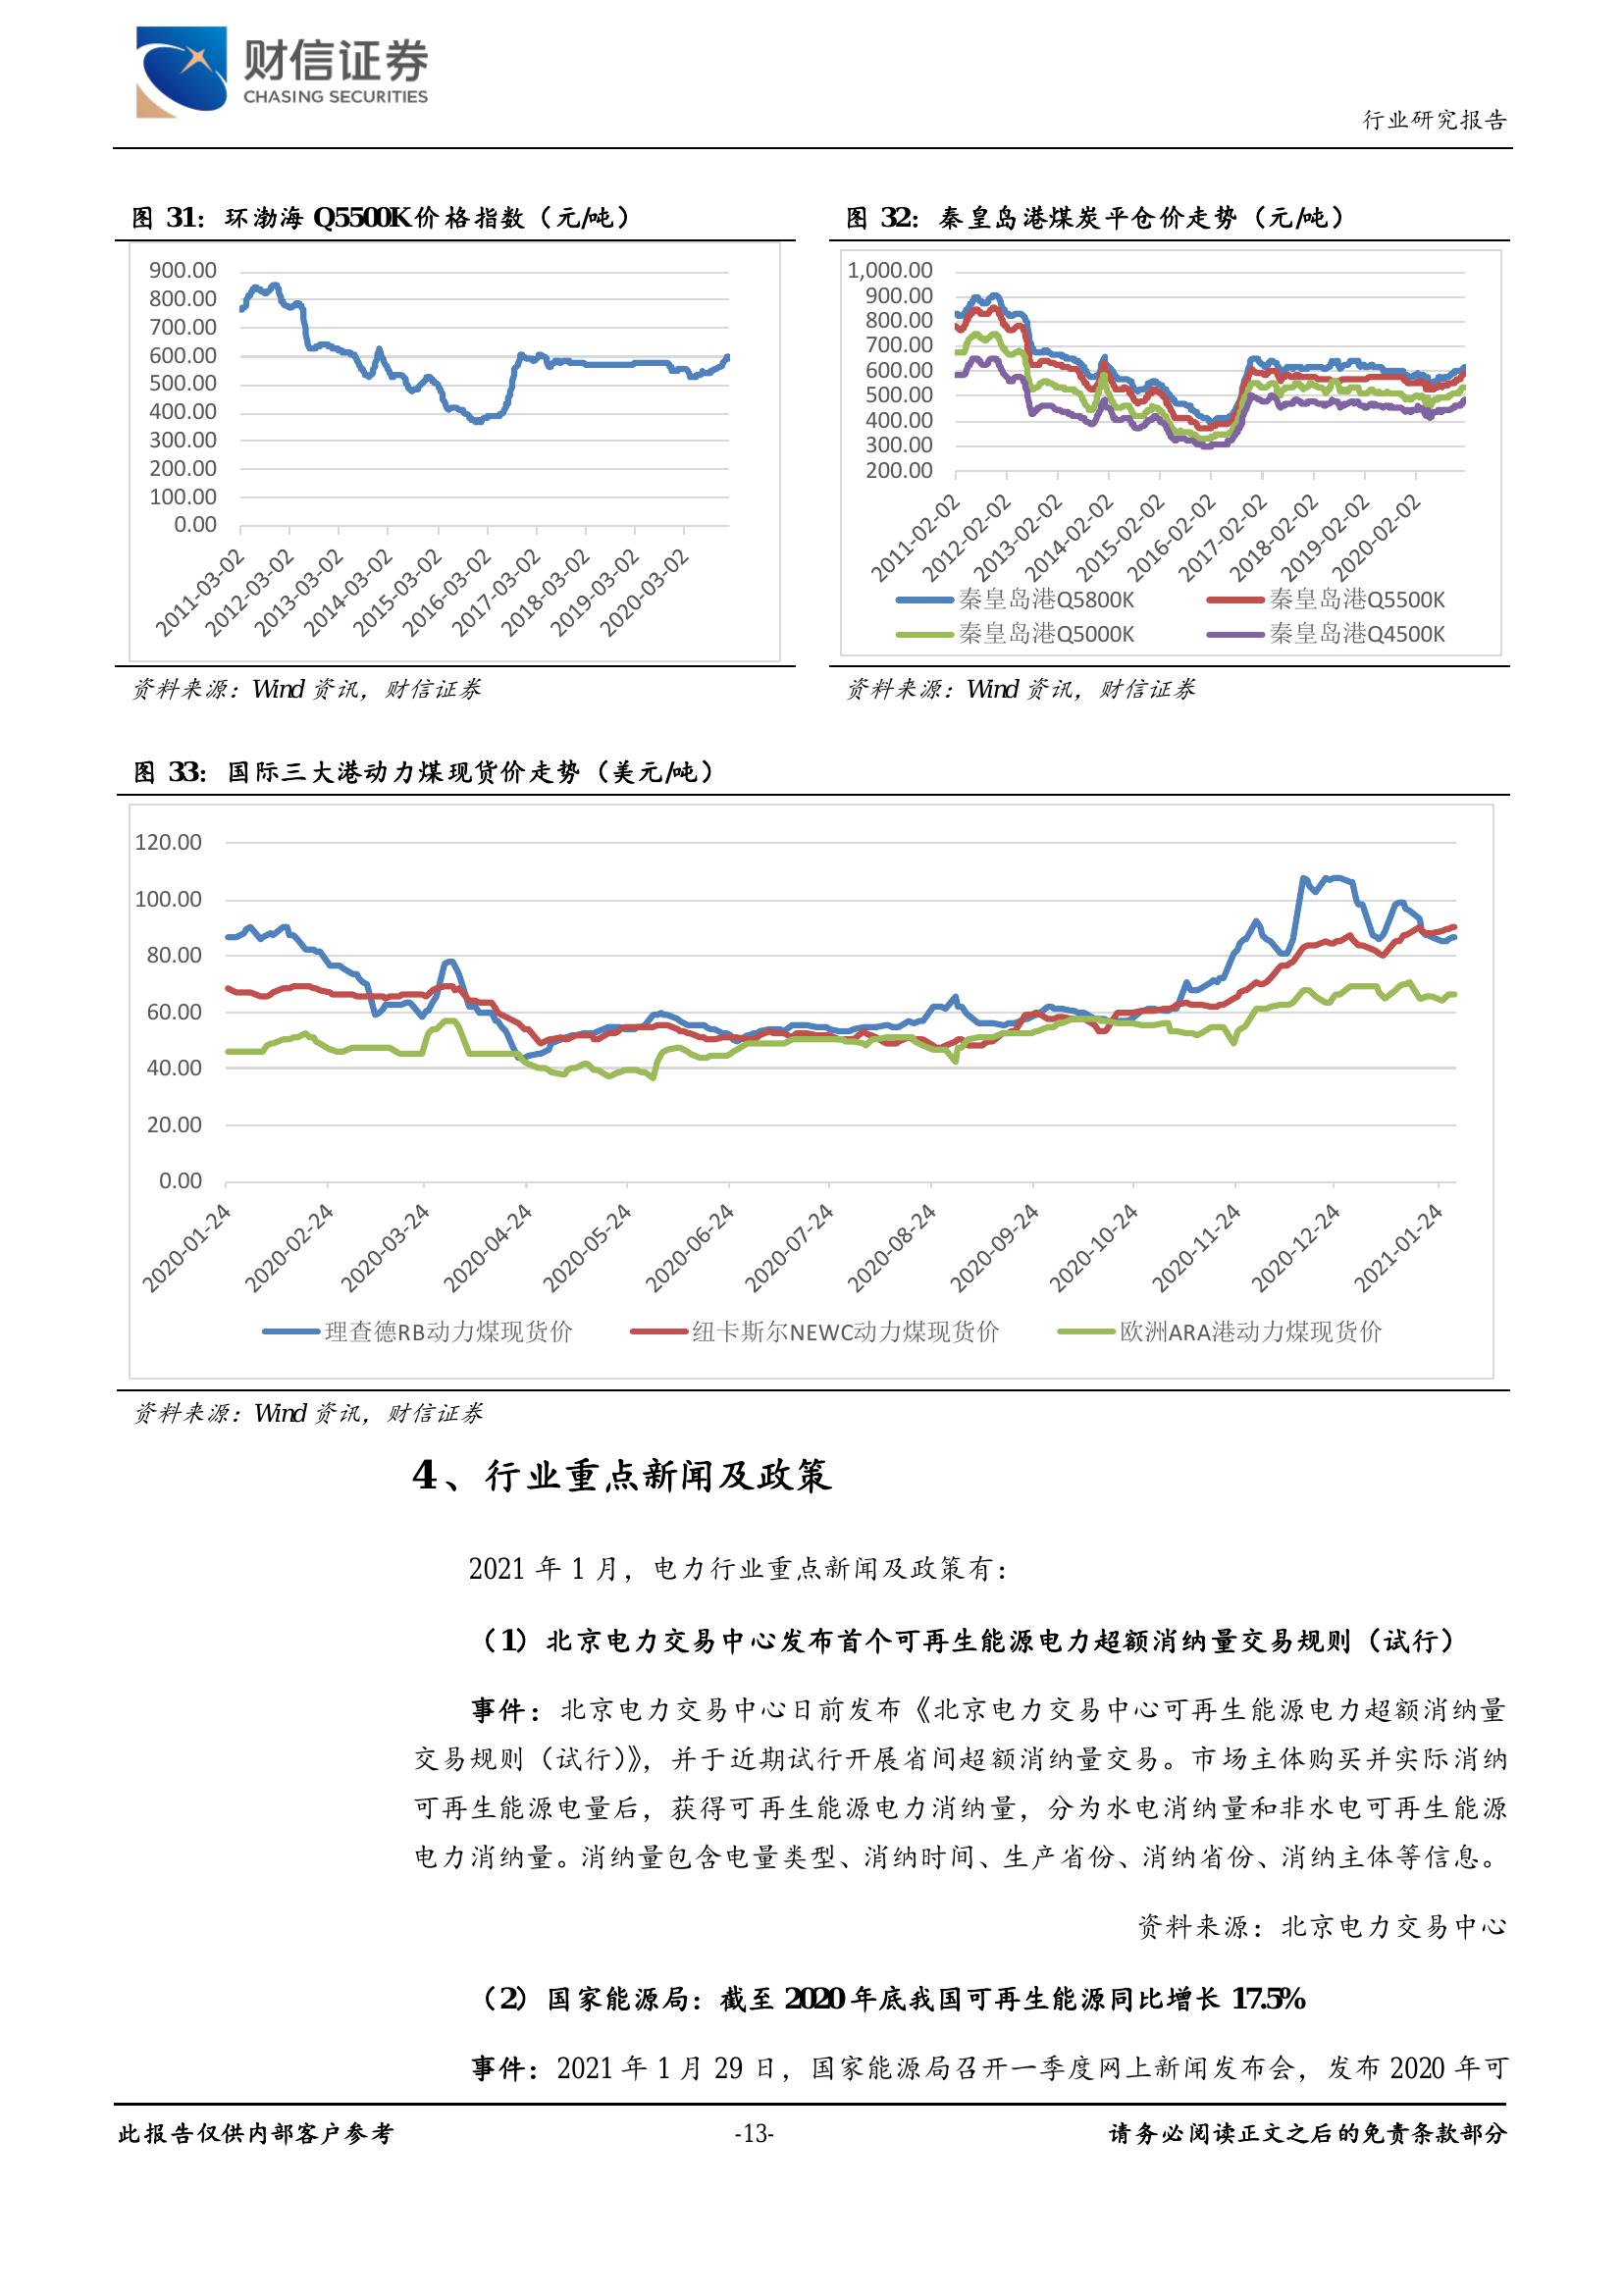 财信证券
CHASING SECURITIES
行业研究报告
图 31：环渤海 Q5500K 价格指数（元/吨）
900.00
800.00
700.00
600.00
500.00
400.00
300.00
200.00
100.00
0.00
2011-03-02
2012-03-02
2013-03-02
2014-03-02
2015-03-02
2016-03-02
2017-03-02
2018-03-02
2019-03-02
2020-03-02
资料来源：Wind 资讯，财信证券
图 32：秦皇岛港煤炭平仓价走势（元/吨）
1,000.00
900.00
800.00
700.00
600.00
500.00
400.00
300.00
200.00
2011-02-02
2012-02-02
2013-02-02
2014-02-02
2015-02-02
2016-02-02
2017-02-02
2018-02-02
2019-02-02
2020-02-02
秦皇岛港Q5800K
秦皇岛港Q5500K
秦皇岛港Q5000K
秦皇岛港Q4500K
资料来源：Wind 资讯，财信证券
图 33：国际三大港动力煤现货价走势（美元/吨）
120.00
100.00
80.00
60.00
40.00
20.00
0.00
2020-01-24
2020-02-24
2020-03-24
2020-04-24
2020-05-24
2020-06-24
2020-07-24
2020-08-24
2020-09-24
2020-10-24
2020-11-24
2020-12-24
2021-01-24
理查德RB动力煤现货价
纽卡斯尔NEWC动力煤现货价
欧洲ARA港动力煤现货价
资料来源：Wind 资讯，财信证券
4、行业重点新闻及政策
2021 年 1 月，电力行业重点新闻及政策有：
（1）北京电力交易中心发布首个可再生能源电力超额消纳量交易规则（试行）
事件：北京电力交易中心日前发布《北京电力交易中心可再生能源电力超额消纳量
交易规则（试行）》，并于近期试行开展省间超额消纳量交易。市场主体购买并实际消纳
可再生能源电量后，获得可再生能源电力消纳量，分为水电消纳量和非水电可再生能源
电力消纳量。消纳量包含电量类型、消纳时间、生产省份、消纳省份、消纳主体等信息。
资料来源：北京电力交易中心
（2）国家能源局：截至 2020 年底我国可再生能源同比增长 17.5%
事件：2021 年 1 月 29 日，国家能源局召开一季度网上新闻发布会，发布 2020 年可
此报告仅供内部客户参考
-13-
请务必阅读正文之后的免责条款部分